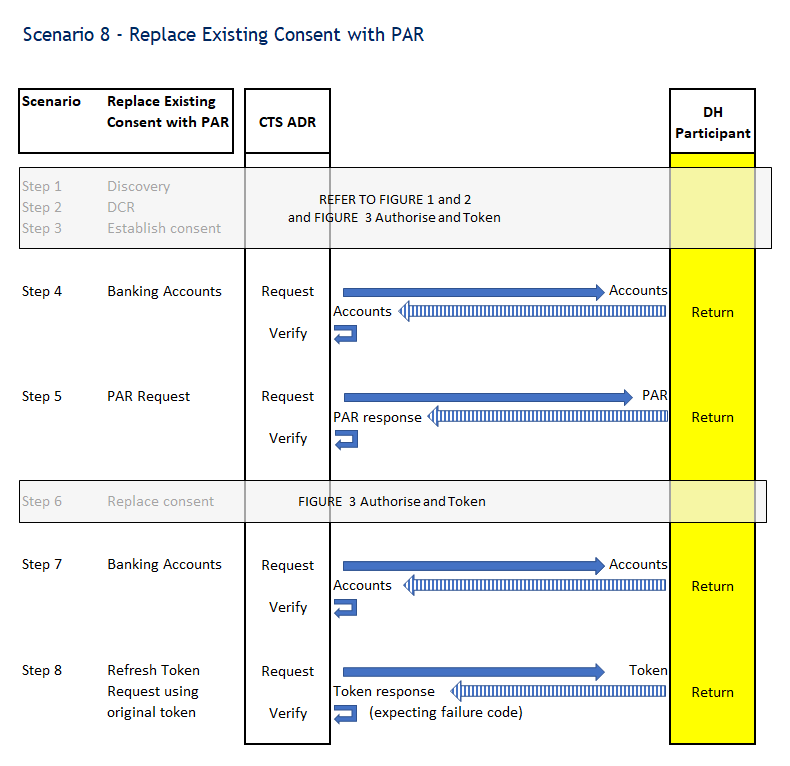 Scenario 8 - Replace Existing Consent with PAR
Scenario Replace Existing
Consent with PAR
CTS ADR
DH
Participant
Step 1 Discovery
Step 2 DCR
Step 3 Establish consent
REFER TO FIGURE 1 and 2
and FIGURE 3 Authorise and Token
Step 4 Banking Accounts Request Accounts
Accounts Return
Verify
Step 5 PAR Request Request PAR
PAR response Return
Verify
Step 6 Replace consent FIGURE 3 Authorise and Token
Step 7 Banking Accounts Request Accounts
Accounts Return
Verify
Step 8 Refresh Token Request Token
Request using Token response Return
original token Verify (expecting failure code)